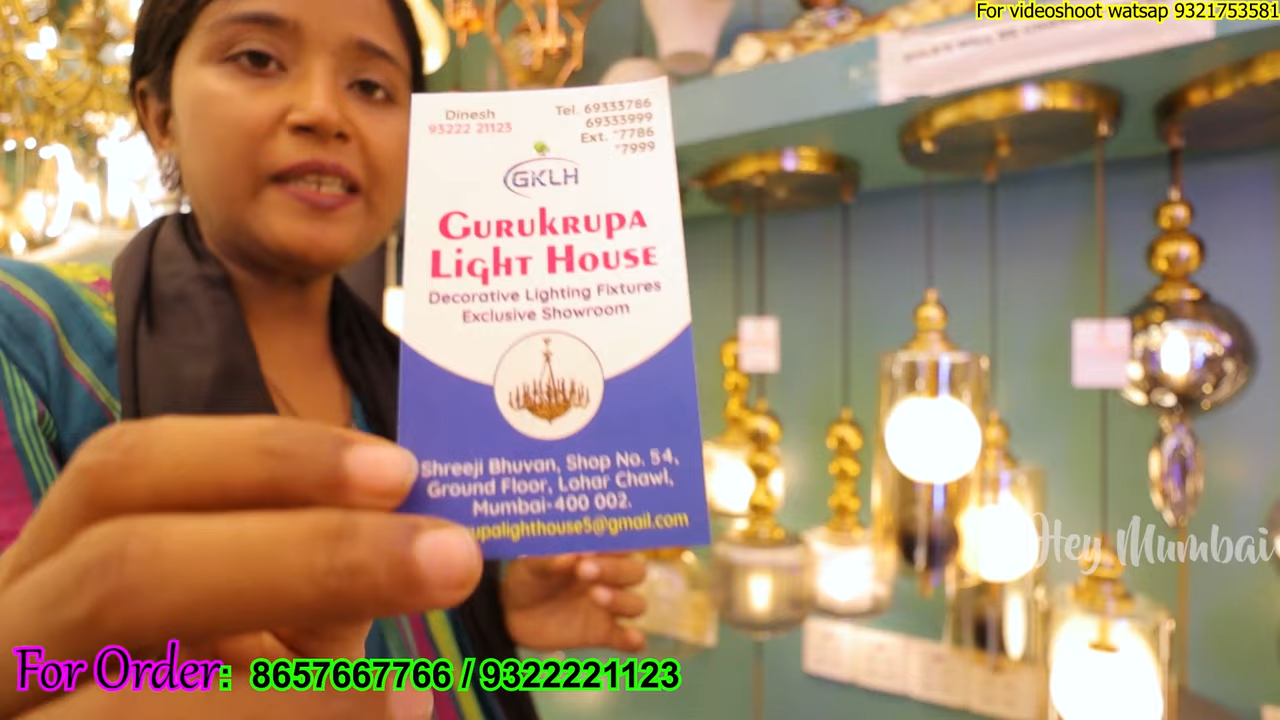 For videoshoot watsap 9321753581
Dinesh
93222 21123
Tel. 69333786
69333999
Ext. *7786
*7999
GKLH
GURUKRUPA
LIGHT HOUSE
Decorative Lighting Fixtures
Exclusive Showroom
Shreeji Bhuvan, Shop No. 54,
Ground Floor, Lohar Chawl,
Mumbai-400 002.
upalighthouse5@gmail.com
Hey Mumbai
For Order: 8657667766 / 9322221123